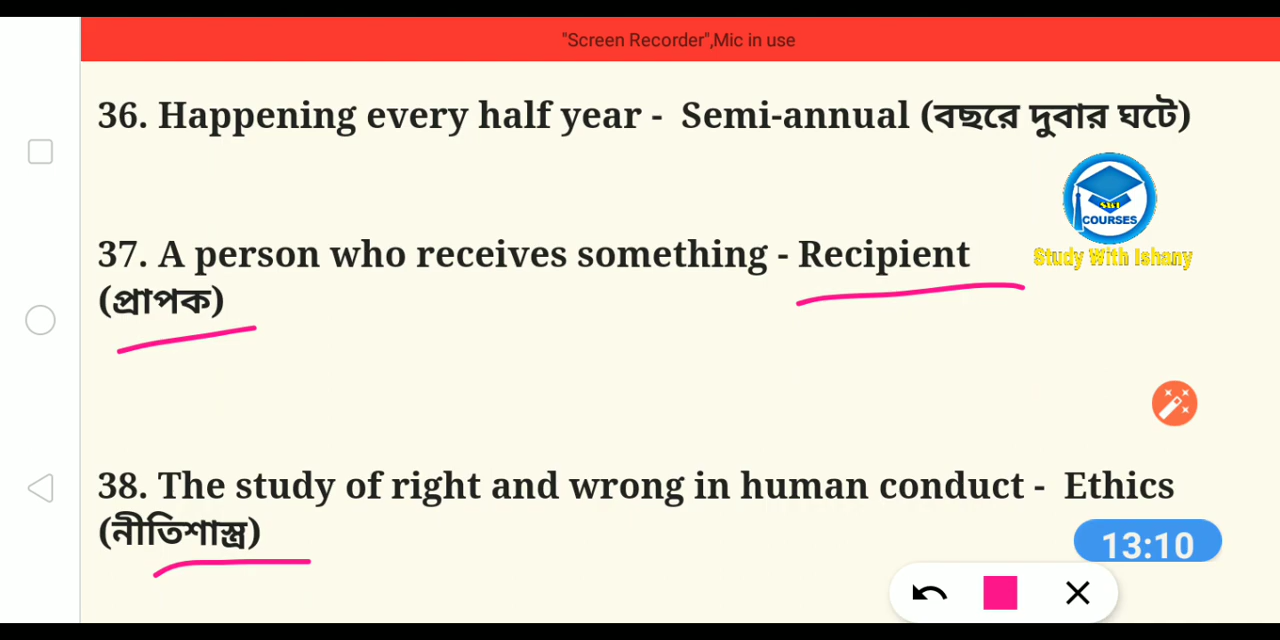 "Screen Recorder",Mic in use
36. Happening every half year - Semi-annual (বছরে দুবার ঘটে)
SWI
COURSES
Study With Ishany
37. A person who receives something - Recipient
(প্রাপক)
38. The study of right and wrong in human conduct - Ethics
(নীতিশাস্ত্র)
13:10